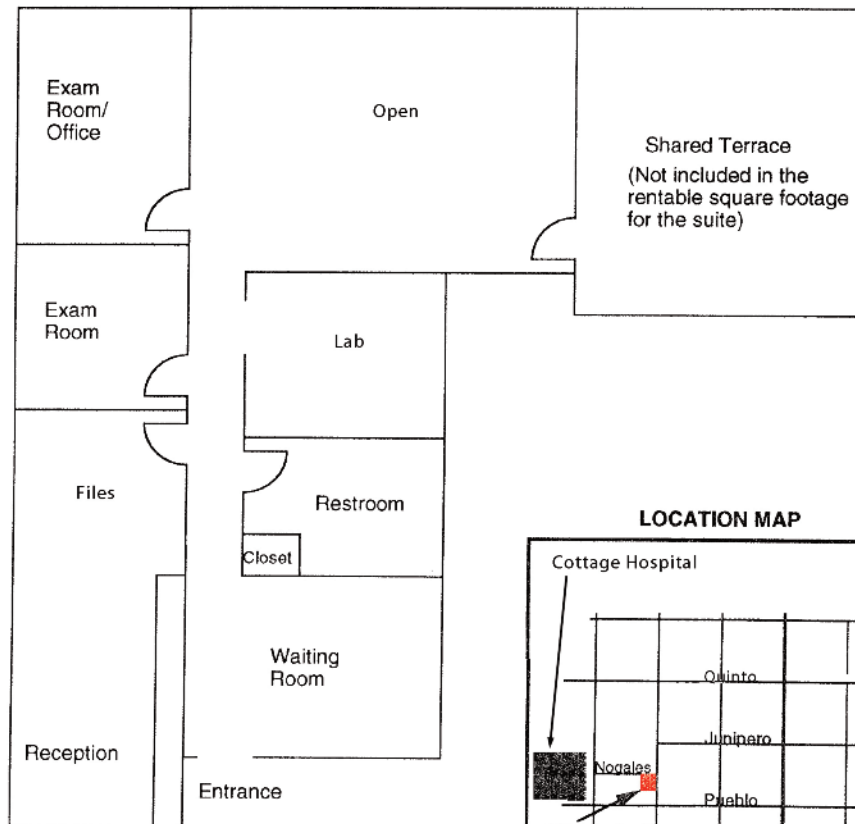 Exam
Room/
Office
Open
Shared Terrace
(Not included in the
rentable square footage
for the suite)
Exam
Room
Lab
Files
Restroom
Closet
Waiting
Room
Reception
Entrance
LOCATION MAP
Cottage Hospital
Quinto
Junipero
Nogales
Pueblo